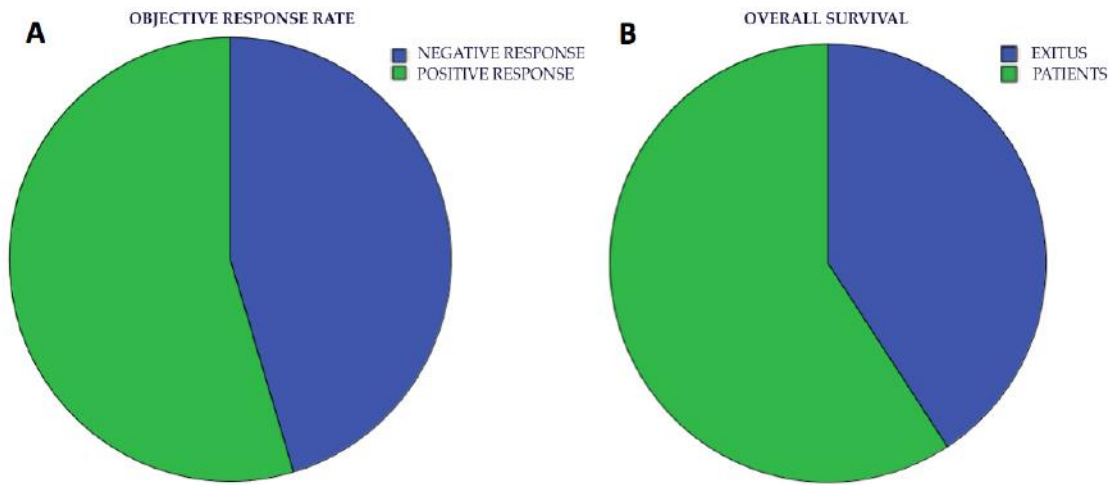 A
OBJECTIVE RESPONSE RATE
NEGATIVE RESPONSE
POSITIVE RESPONSE
B
OVERALL SURVIVAL
EXITUS
PATIENTS